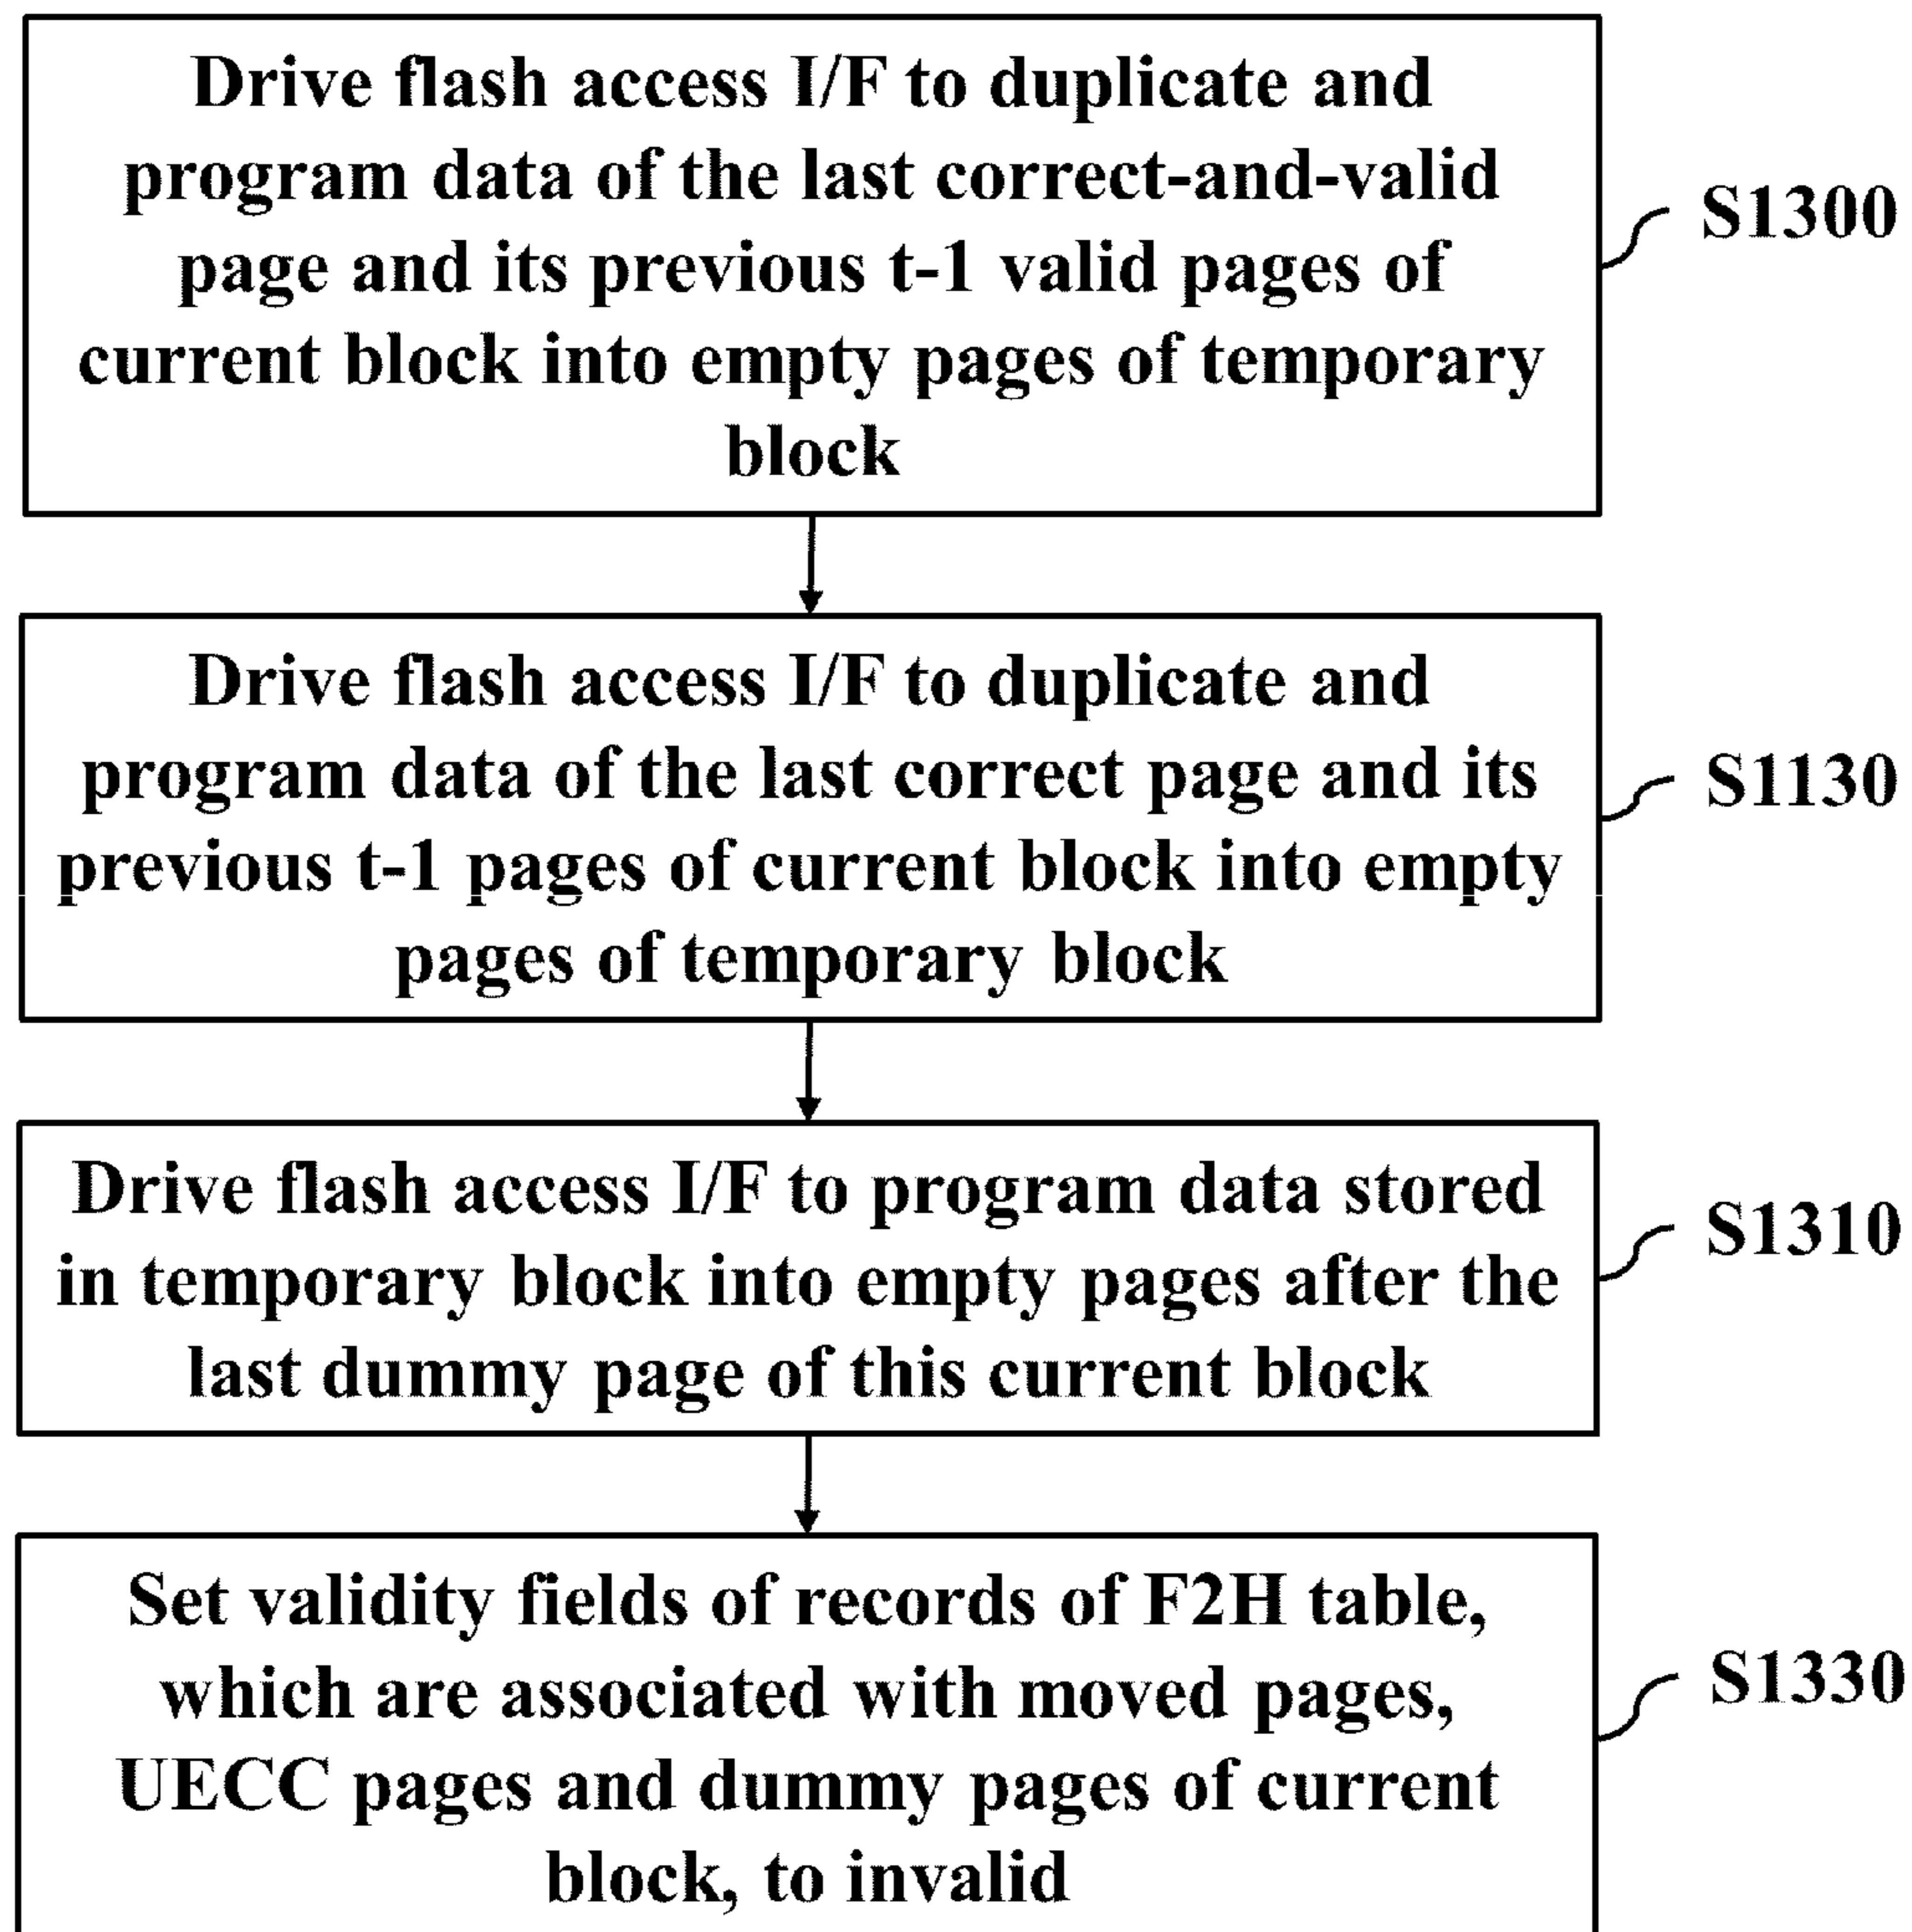 Drive flash access I/F to duplicate and
program data of the last correct-and-valid
page and its previous t-1 valid pages of
current block into empty pages of temporary
block
S1300
Drive flash access I/F to duplicate and
program data of the last correct page and its
previous t-1 pages of current block into empty
pages of temporary block
S1130
Drive flash access I/F to program data stored
in temporary block into empty pages after the
last dummy page of this current block
S1310
Set validity fields of records of F2H table,
which are associated with moved pages,
UECC pages and dummy pages of current
block, to invalid
S1330